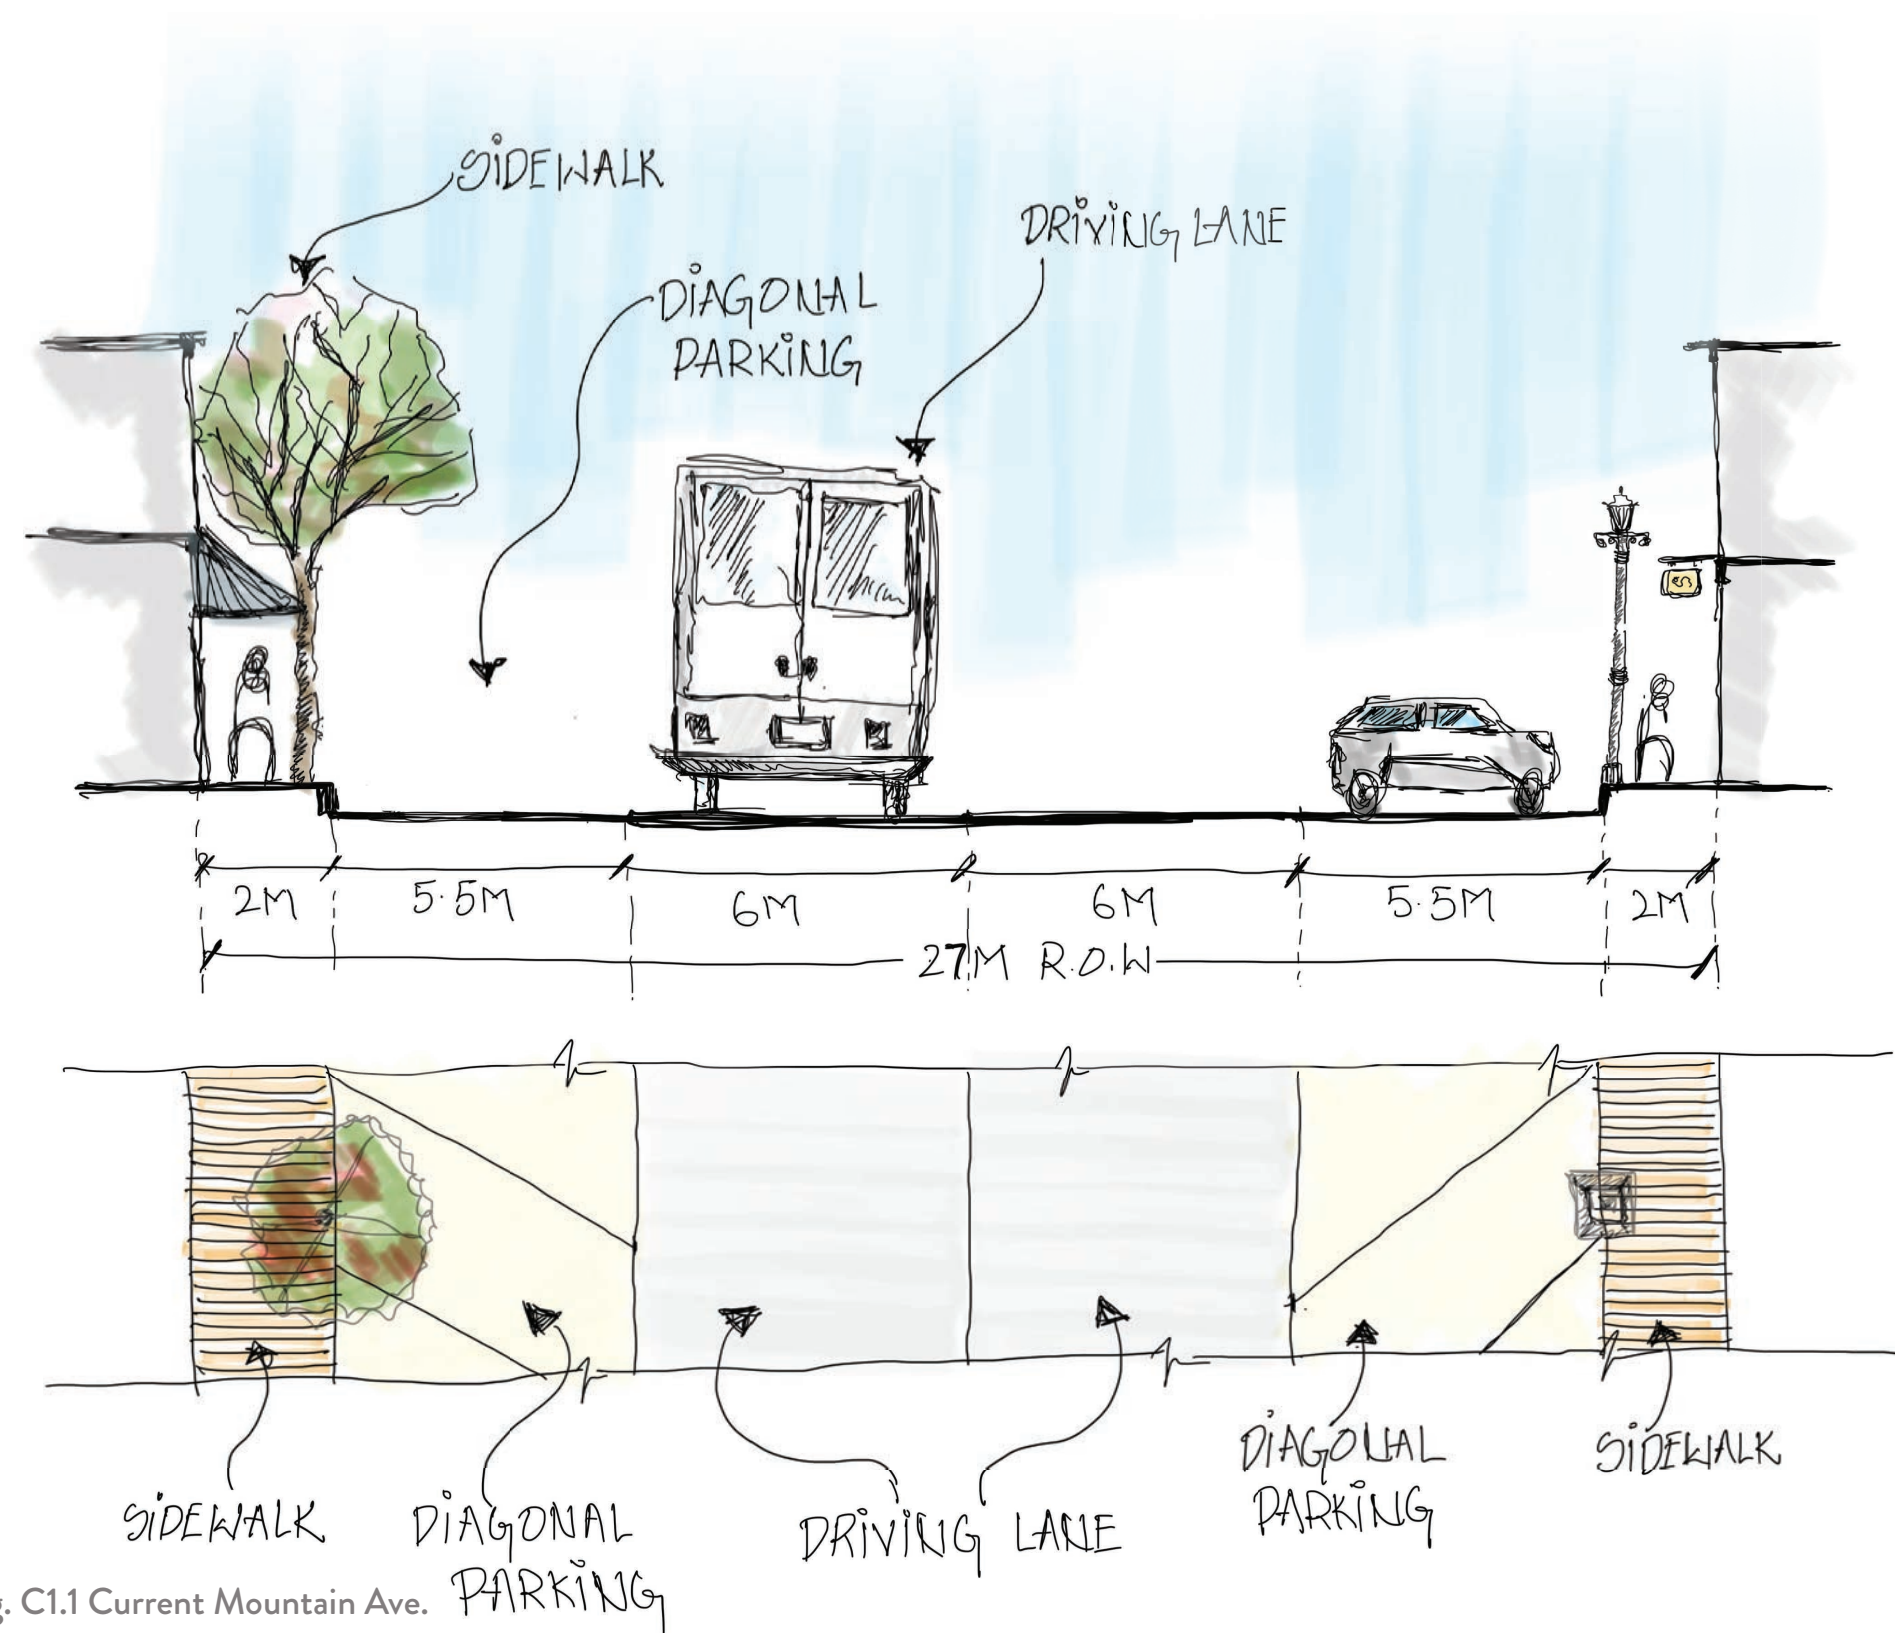 SIDEWALK
DRIVING LANE
DIAGONAL
PARKING
2M 5.5M 6M 6M 5.5M 2M
27M R.O.W
DIAGONAL
PARKING
SIDEWALK
SIDEWALK
DIAGONAL
PARKING
DRIVING LANE
. C1.1 Current Mountain Ave.